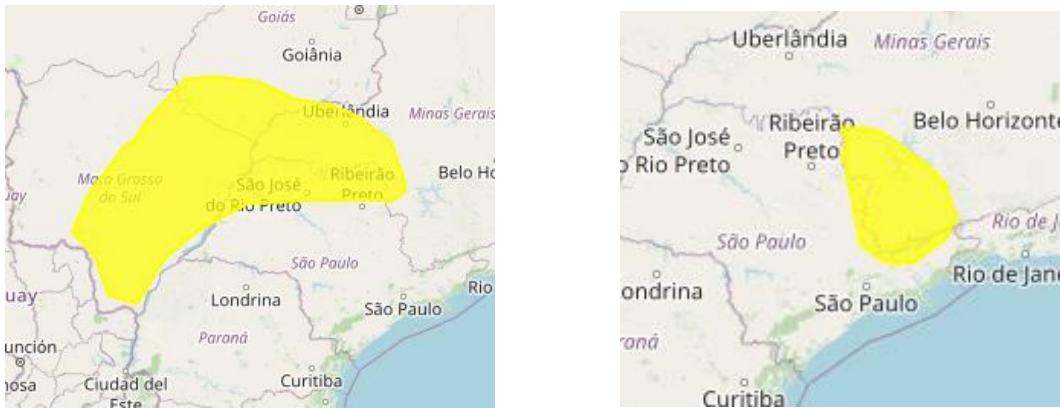 Goiás
Goiânia
Uberlândia
Minas Gerais
Mato Grosso
do Sul
São José
do Rio Preto
Ribeirão
Preto
Belo Ho
uay
São Paulo
Londrina
São Paulo
Rio
uay
Paraná
unción
nosa
Ciudad del
Este
Curitiba
Uberlândia
Minas Gerais
Ribeirão
Preto
Belo Horizonte
São José
o Rio Preto
São Paulo
Rio de J
Rio de Jane
ondrina
São Paulo
raná
Curitiba